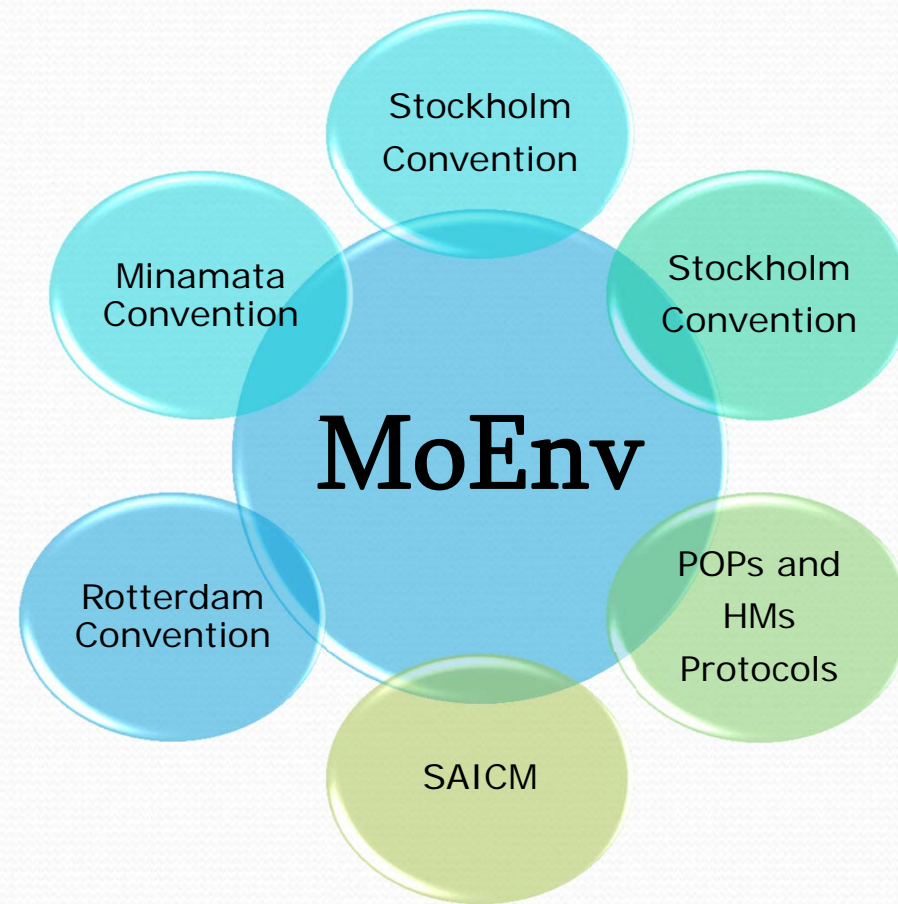 Stockholm
Convention
Minamata
Convention
Stockholm
Convention
MoEnv
Rotterdam
Convention
POPs and
HMs
Protocols
SAICM